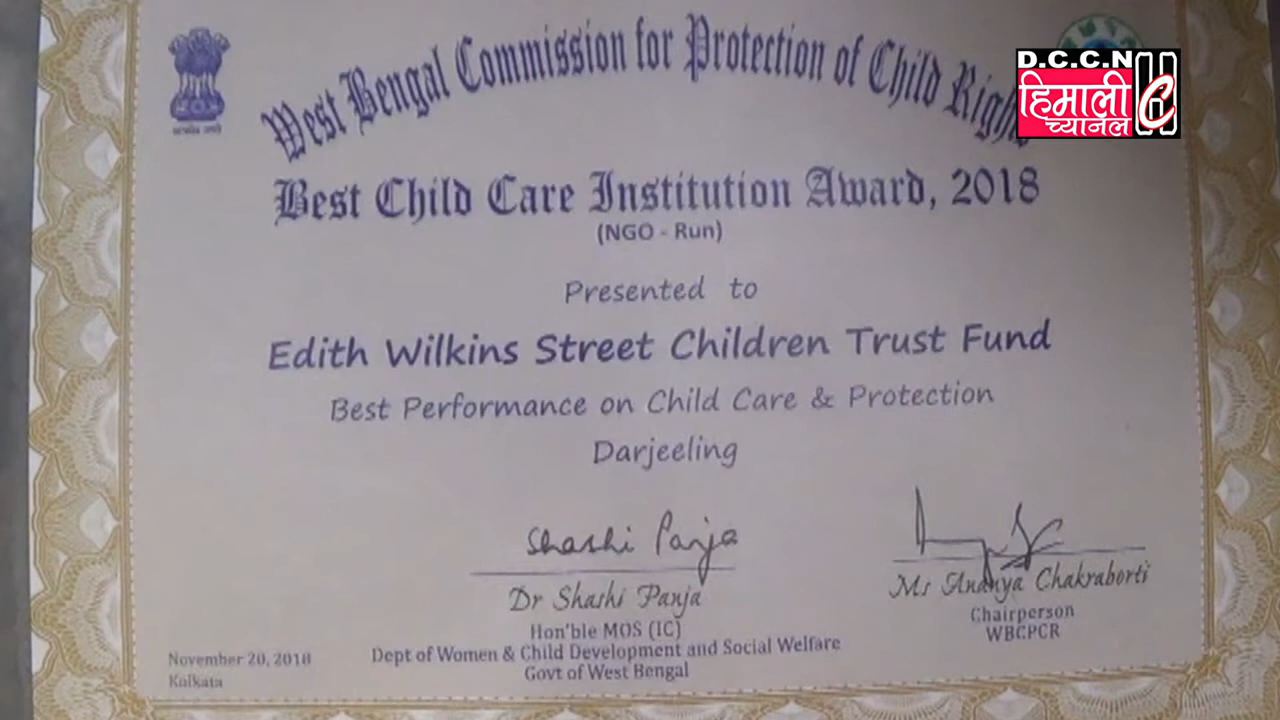 West Bengal Commission for Protection of Child Rights
D.C.C.N
हिमाली
च्यानल
Best Child Care Institution Award, 2018
(NGO - Run)
Presented to
Edith Wilkins Street Children Trust Fund
Best Performance on Child Care & Protection
Darjeeling
Shashi Panja
Dr Shashi Panja
Hon'ble MOS (IC)
Dept of Women & Child Development and Social Welfare
Govt of West Bengal
Ms Ananya Chakraborti
Chairperson
WBCPCR
November 20, 2018
Kolkata